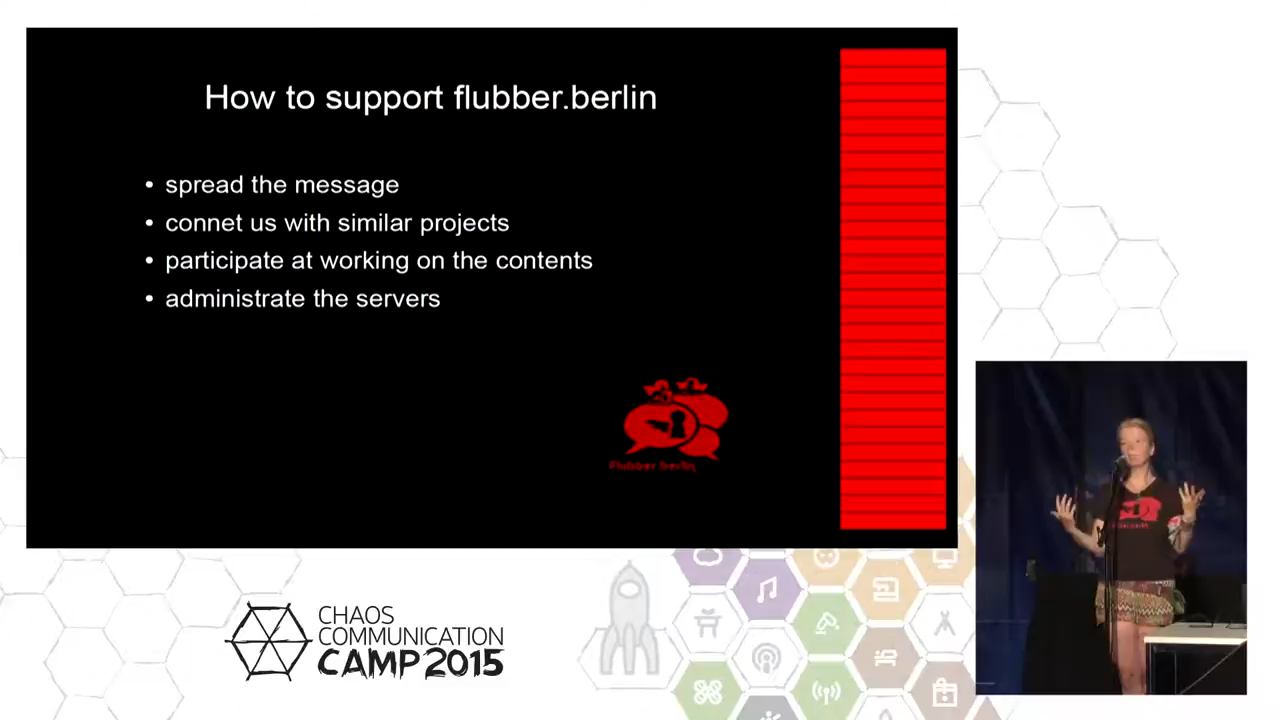 How to support flubber.berlin
• spread the message
• connet us with similar projects
• participate at working on the contents
• administrate the servers
Flubber.berlin
CHAOS
COMMUNICATION
CAMP 2015